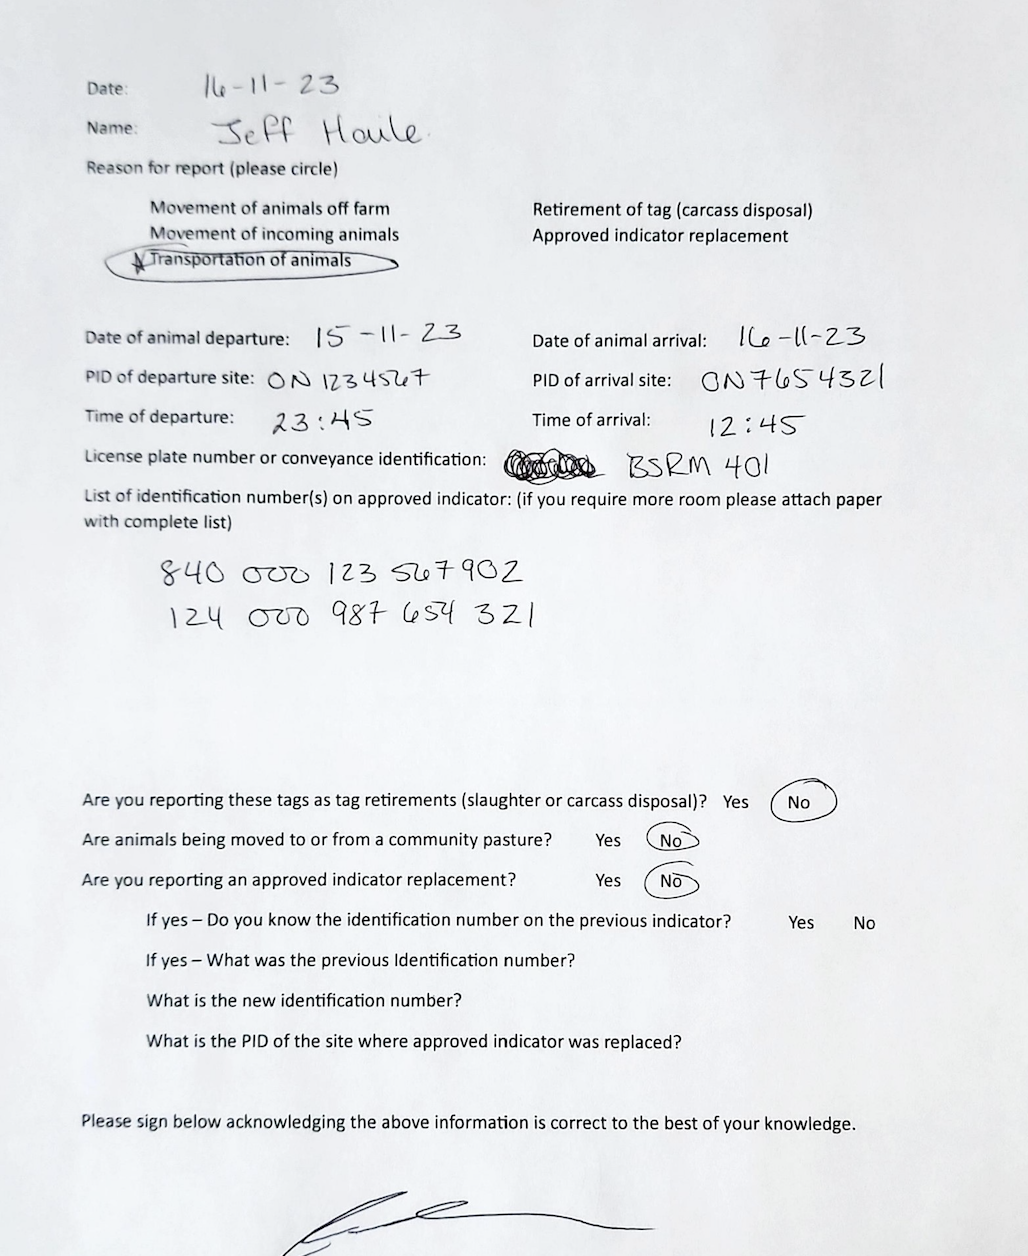 Date: 16-11-23
Name: Jeff Houle
Reason for report (please circle)
Movement of animals off farm Retirement of tag (carcass disposal)
Movement of incoming animals Approved indicator replacement
Transportation of animals
Date of animal departure: 15-11-23 Date of animal arrival: 16-11-23
PID of departure site: ON 1234567 PID of arrival site: ON7654321
Time of departure: 23:45 Time of arrival: 12:45
License plate number or conveyance identification: BSRM 401
List of identification number(s) on approved indicator: (if you require more room please attach paper
with complete list)
840 000 123 567902
124 000 987 654 321
Are you reporting these tags as tag retirements (slaughter or carcass disposal)? Yes No
Are animals being moved to or from a community pasture? Yes No
Are you reporting an approved indicator replacement? Yes No
If yes – Do you know the identification number on the previous indicator? Yes No
If yes – What was the previous Identification number?
What is the new identification number?
What is the PID of the site where approved indicator was replaced?
Please sign below acknowledging the above information is correct to the best of your knowledge.